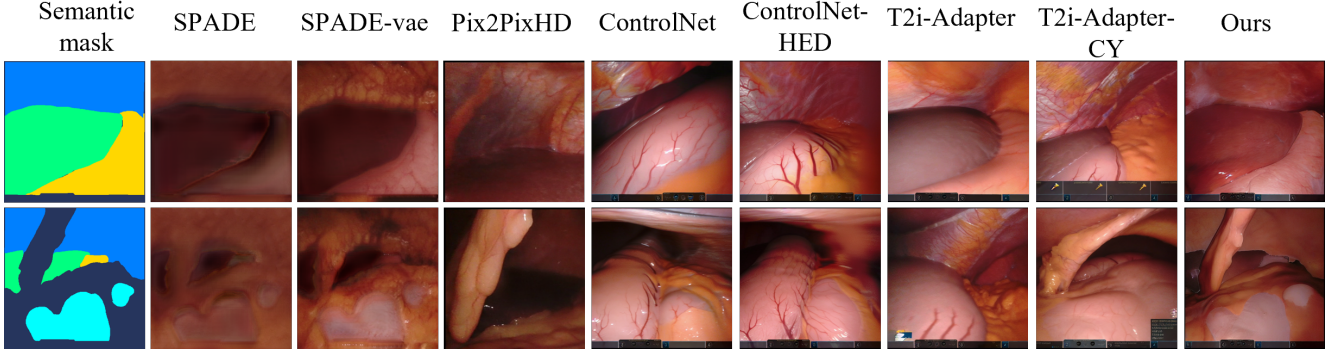 Semantic
mask
SPADE
SPADE-vae
Pix2PixHD
ControlNet
ControlNet-
HED
T2i-Adapter
T2i-Adapter-
CY
Ours